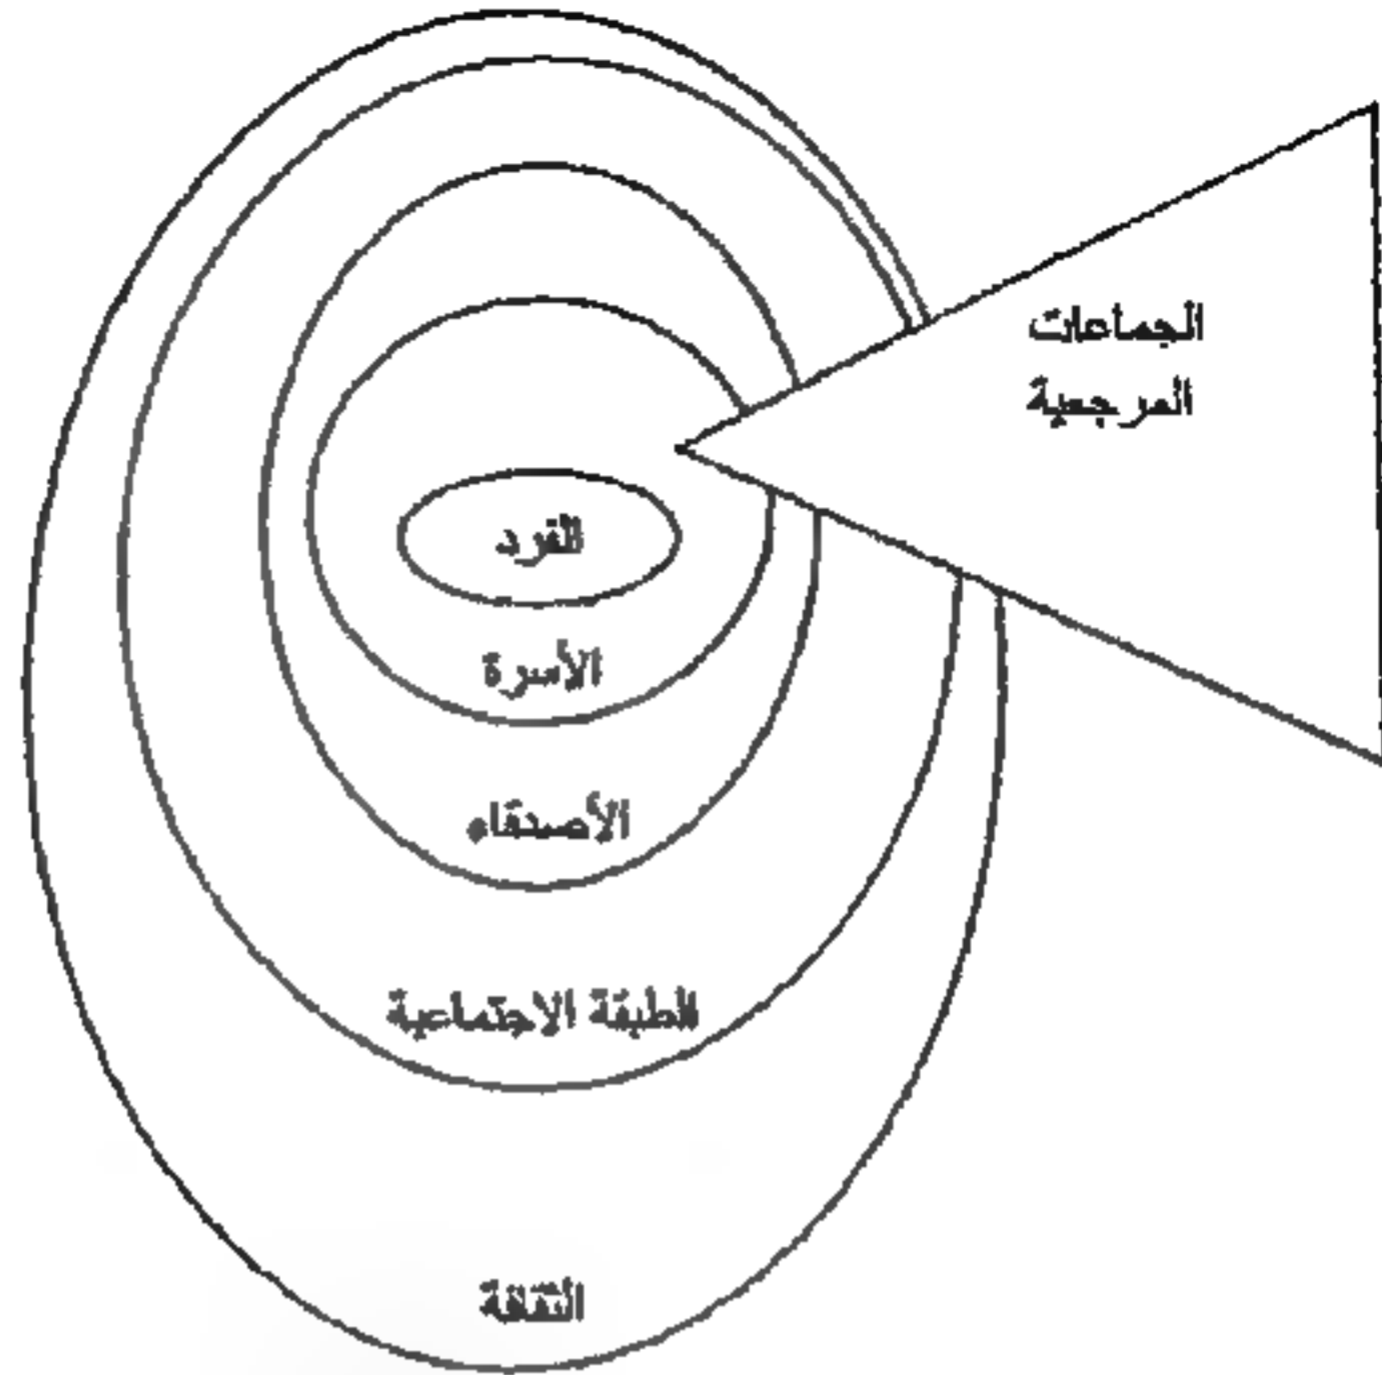 الجماعات
المرجعية
الفرد
الأسرة
الأصدقاء
الطبقة الاجتماعية
الثقافة